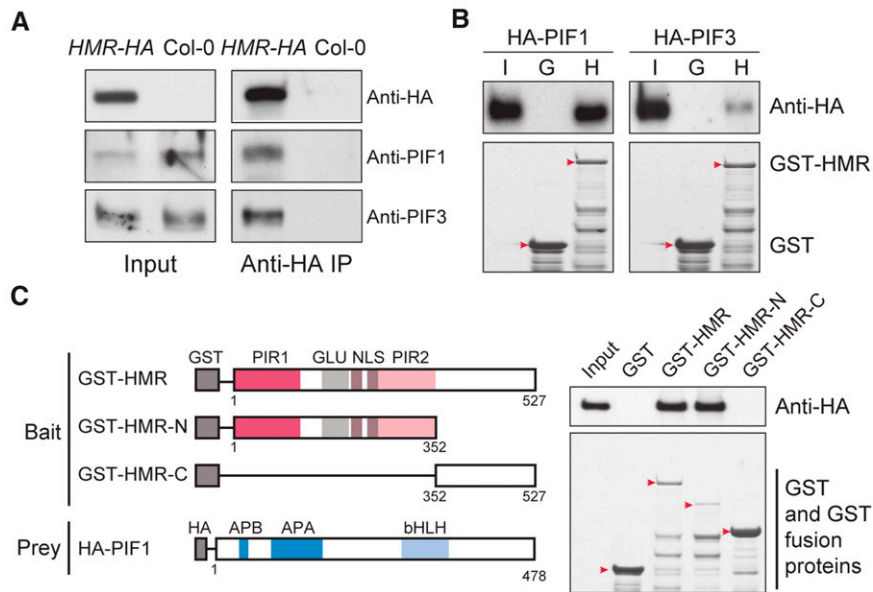 A
HMR-HA Col-0 HMR-HA Col-0
Anti-HA
Anti-PIF1
Anti-PIF3
Input Anti-HA IP
B
HA-PIF1 HA-PIF3
I G H I G H
Anti-HA
GST-HMR
GST
C
GST PIR1 GLU NLS PIR2
GST-HMR
1 527
GST-HMR-N
1 352
Bait
GST-HMR-C
352 527
HA APB APA bHLH
Prey HA-PIF1
1 478
Input GST GST-HMR GST-HMR-N GST-HMR-C
Anti-HA
GST
and GST
fusion
proteins